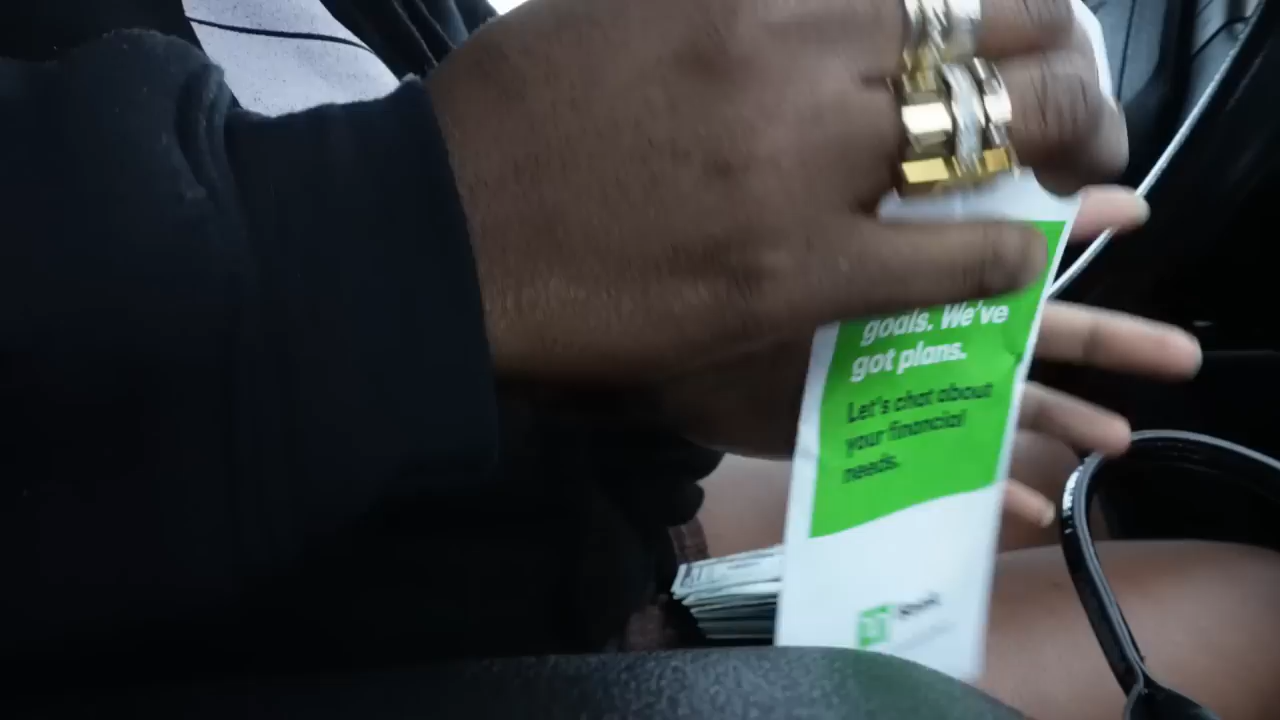 goals. We've
got plans.
Let's chat about
your financial
needs.